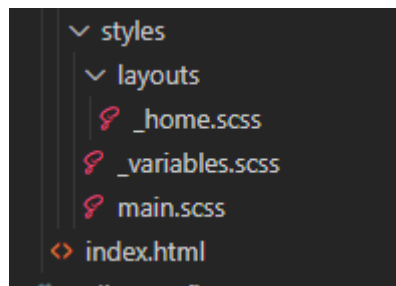 styles
layouts
_home.scss
_variables.scss
main.scss
index.html